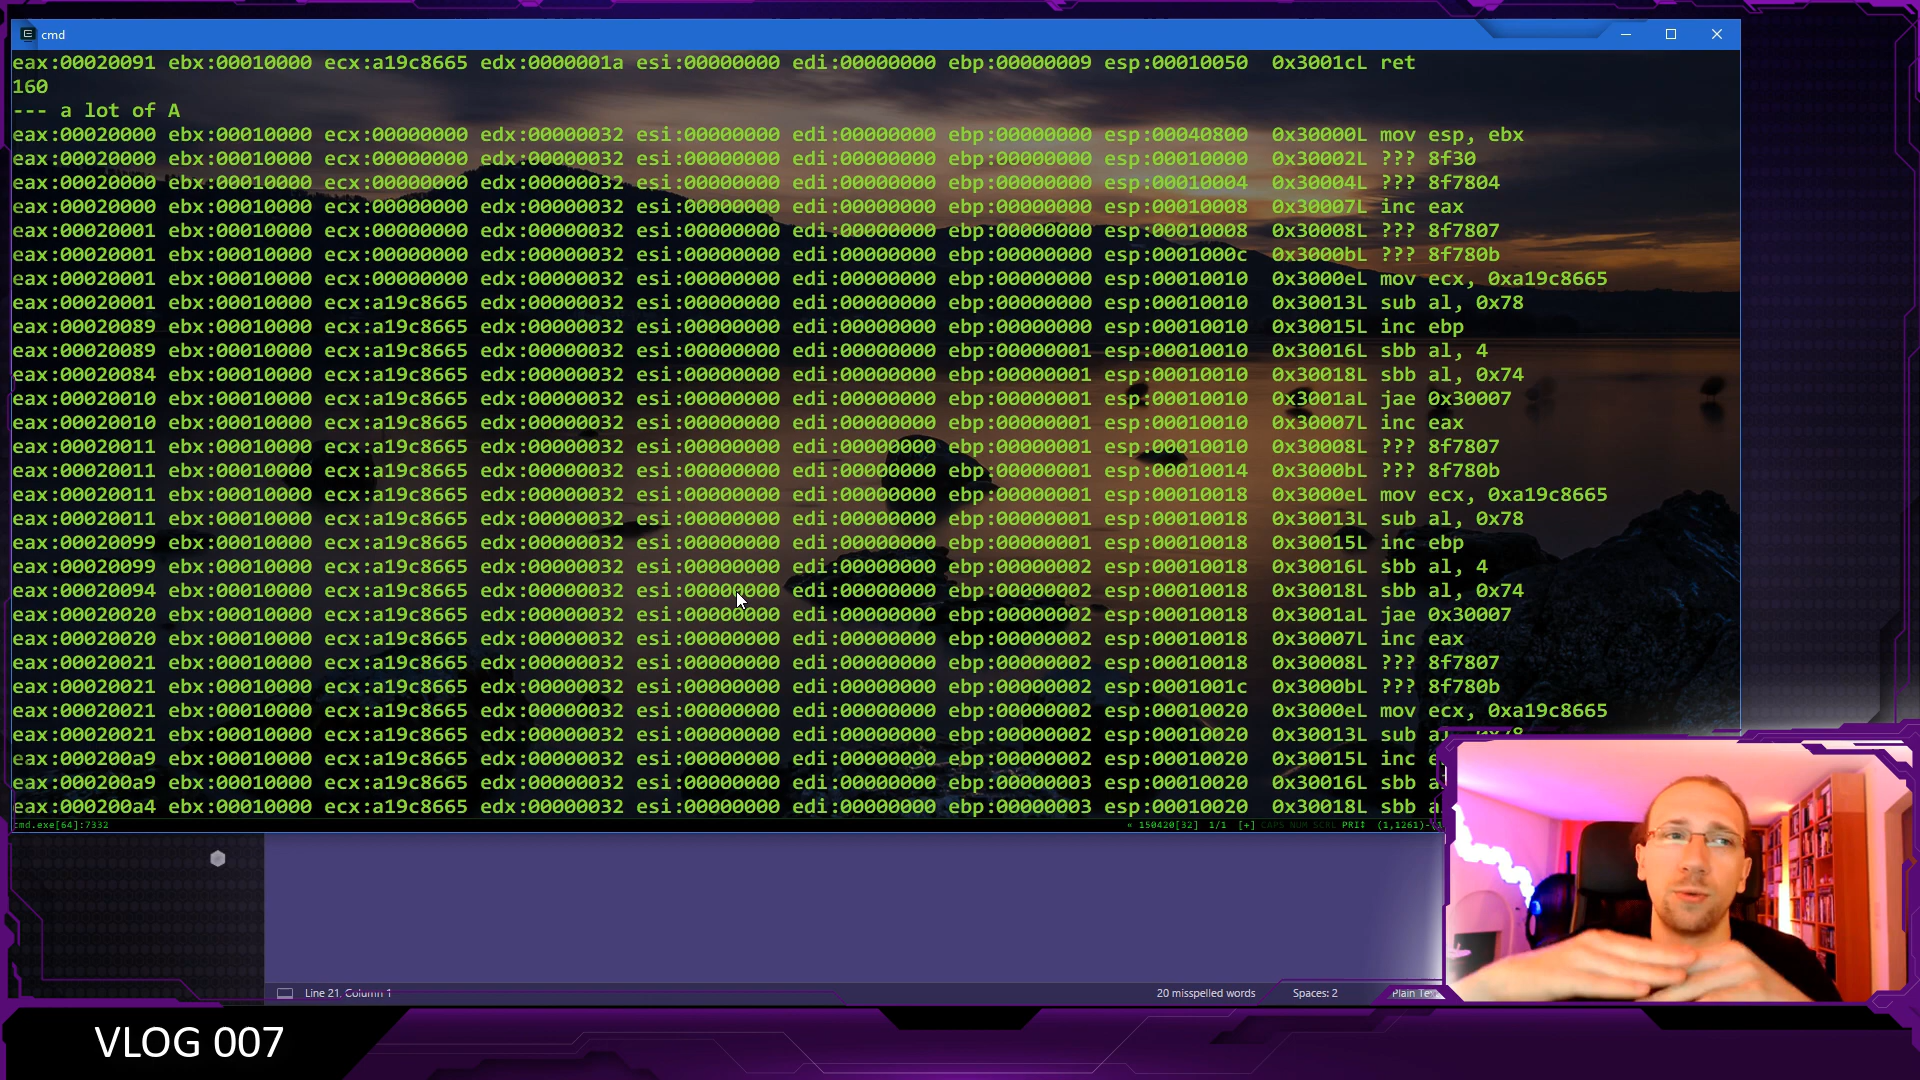 cmd
eax:00020091 ebx:00010000 ecx:a19c8665 edx:0000001a esi:00000000 edi:00000000 ebp:00000009 esp:00010050  0x3001cL ret
160
--- a lot of A
eax:00020000 ebx:00010000 ecx:00000000 edx:00000032 esi:00000000 edi:00000000 ebp:00000000 esp:00040800  0x30000L mov esp, ebx
eax:00020000 ebx:00010000 ecx:00000000 edx:00000032 esi:00000000 edi:00000000 ebp:00000000 esp:00010000  0x30002L ??? 8f30
eax:00020000 ebx:00010000 ecx:00000000 edx:00000032 esi:00000000 edi:00000000 ebp:00000000 esp:00010004  0x30004L ??? 8f7804
eax:00020000 ebx:00010000 ecx:00000000 edx:00000032 esi:00000000 edi:00000000 ebp:00000000 esp:00010008  0x30007L inc eax
eax:00020001 ebx:00010000 ecx:00000000 edx:00000032 esi:00000000 edi:00000000 ebp:00000000 esp:00010008  0x30008L ??? 8f7807
eax:00020001 ebx:00010000 ecx:00000000 edx:00000032 esi:00000000 edi:00000000 ebp:00000000 esp:0001000c  0x3000bL ??? 8f780b
eax:00020001 ebx:00010000 ecx:00000000 edx:00000032 esi:00000000 edi:00000000 ebp:00000000 esp:00010010  0x3000eL mov ecx, 0xa19c8665
eax:00020001 ebx:00010000 ecx:a19c8665 edx:00000032 esi:00000000 edi:00000000 ebp:00000000 esp:00010010  0x30013L sub al, 0x78
eax:00020089 ebx:00010000 ecx:a19c8665 edx:00000032 esi:00000000 edi:00000000 ebp:00000000 esp:00010010  0x30015L inc ebp
eax:00020089 ebx:00010000 ecx:a19c8665 edx:00000032 esi:00000000 edi:00000000 ebp:00000001 esp:00010010  0x30016L sbb al, 4
eax:00020084 ebx:00010000 ecx:a19c8665 edx:00000032 esi:00000000 edi:00000000 ebp:00000001 esp:00010010  0x30018L sbb al, 0x74
eax:00020010 ebx:00010000 ecx:a19c8665 edx:00000032 esi:00000000 edi:00000000 ebp:00000001 esp:00010010  0x3001aL jae 0x30007
eax:00020010 ebx:00010000 ecx:a19c8665 edx:00000032 esi:00000000 edi:00000000 ebp:00000001 esp:00010010  0x30007L inc eax
eax:00020011 ebx:00010000 ecx:a19c8665 edx:00000032 esi:00000000 edi:00000000 ebp:00000001 esp:00010010  0x30008L ??? 8f7807
eax:00020011 ebx:00010000 ecx:a19c8665 edx:00000032 esi:00000000 edi:00000000 ebp:00000001 esp:00010014  0x3000bL ??? 8f780b
eax:00020011 ebx:00010000 ecx:a19c8665 edx:00000032 esi:00000000 edi:00000000 ebp:00000001 esp:00010018  0x3000eL mov ecx, 0xa19c8665
eax:00020011 ebx:00010000 ecx:a19c8665 edx:00000032 esi:00000000 edi:00000000 ebp:00000001 esp:00010018  0x30013L sub al, 0x78
eax:00020099 ebx:00010000 ecx:a19c8665 edx:00000032 esi:00000000 edi:00000000 ebp:00000001 esp:00010018  0x30015L inc ebp
eax:00020099 ebx:00010000 ecx:a19c8665 edx:00000032 esi:00000000 edi:00000000 ebp:00000002 esp:00010018  0x30016L sbb al, 4
eax:00020094 ebx:00010000 ecx:a19c8665 edx:00000032 esi:00000000 edi:00000000 ebp:00000002 esp:00010018  0x30018L sbb al, 0x74
eax:00020020 ebx:00010000 ecx:a19c8665 edx:00000032 esi:00000000 edi:00000000 ebp:00000002 esp:00010018  0x3001aL jae 0x30007
eax:00020020 ebx:00010000 ecx:a19c8665 edx:00000032 esi:00000000 edi:00000000 ebp:00000002 esp:00010018  0x30007L inc eax
eax:00020021 ebx:00010000 ecx:a19c8665 edx:00000032 esi:00000000 edi:00000000 ebp:00000002 esp:00010018  0x30008L ??? 8f7807
eax:00020021 ebx:00010000 ecx:a19c8665 edx:00000032 esi:00000000 edi:00000000 ebp:00000002 esp:0001001c  0x3000bL ??? 8f780b
eax:00020021 ebx:00010000 ecx:a19c8665 edx:00000032 esi:00000000 edi:00000000 ebp:00000002 esp:00010020  0x3000eL mov ecx, 0xa19c8665
eax:00020021 ebx:00010000 ecx:a19c8665 edx:00000032 esi:00000000 edi:00000000 ebp:00000002 esp:00010020  0x30013L sub
eax:000200a9 ebx:00010000 ecx:a19c8665 edx:00000032 esi:00000000 edi:00000000 ebp:00000002 esp:00010020  0x30015L inc
eax:000200a9 ebx:00010000 ecx:a19c8665 edx:00000032 esi:00000000 edi:00000000 ebp:00000003 esp:00010020  0x30016L sbb
eax:000200a4 ebx:00010000 ecx:a19c8665 edx:00000032 esi:00000000 edi:00000000 ebp:00000003 esp:00010020  0x30018L sbb
cmd.exe[64]:7332 « 150420[32] 1/1 [+] CAPS NUM SCRL PRI↕ (1,1261)-
Line 21, Column 1 20 misspelled words Spaces: 2 Plain
VLOG 007